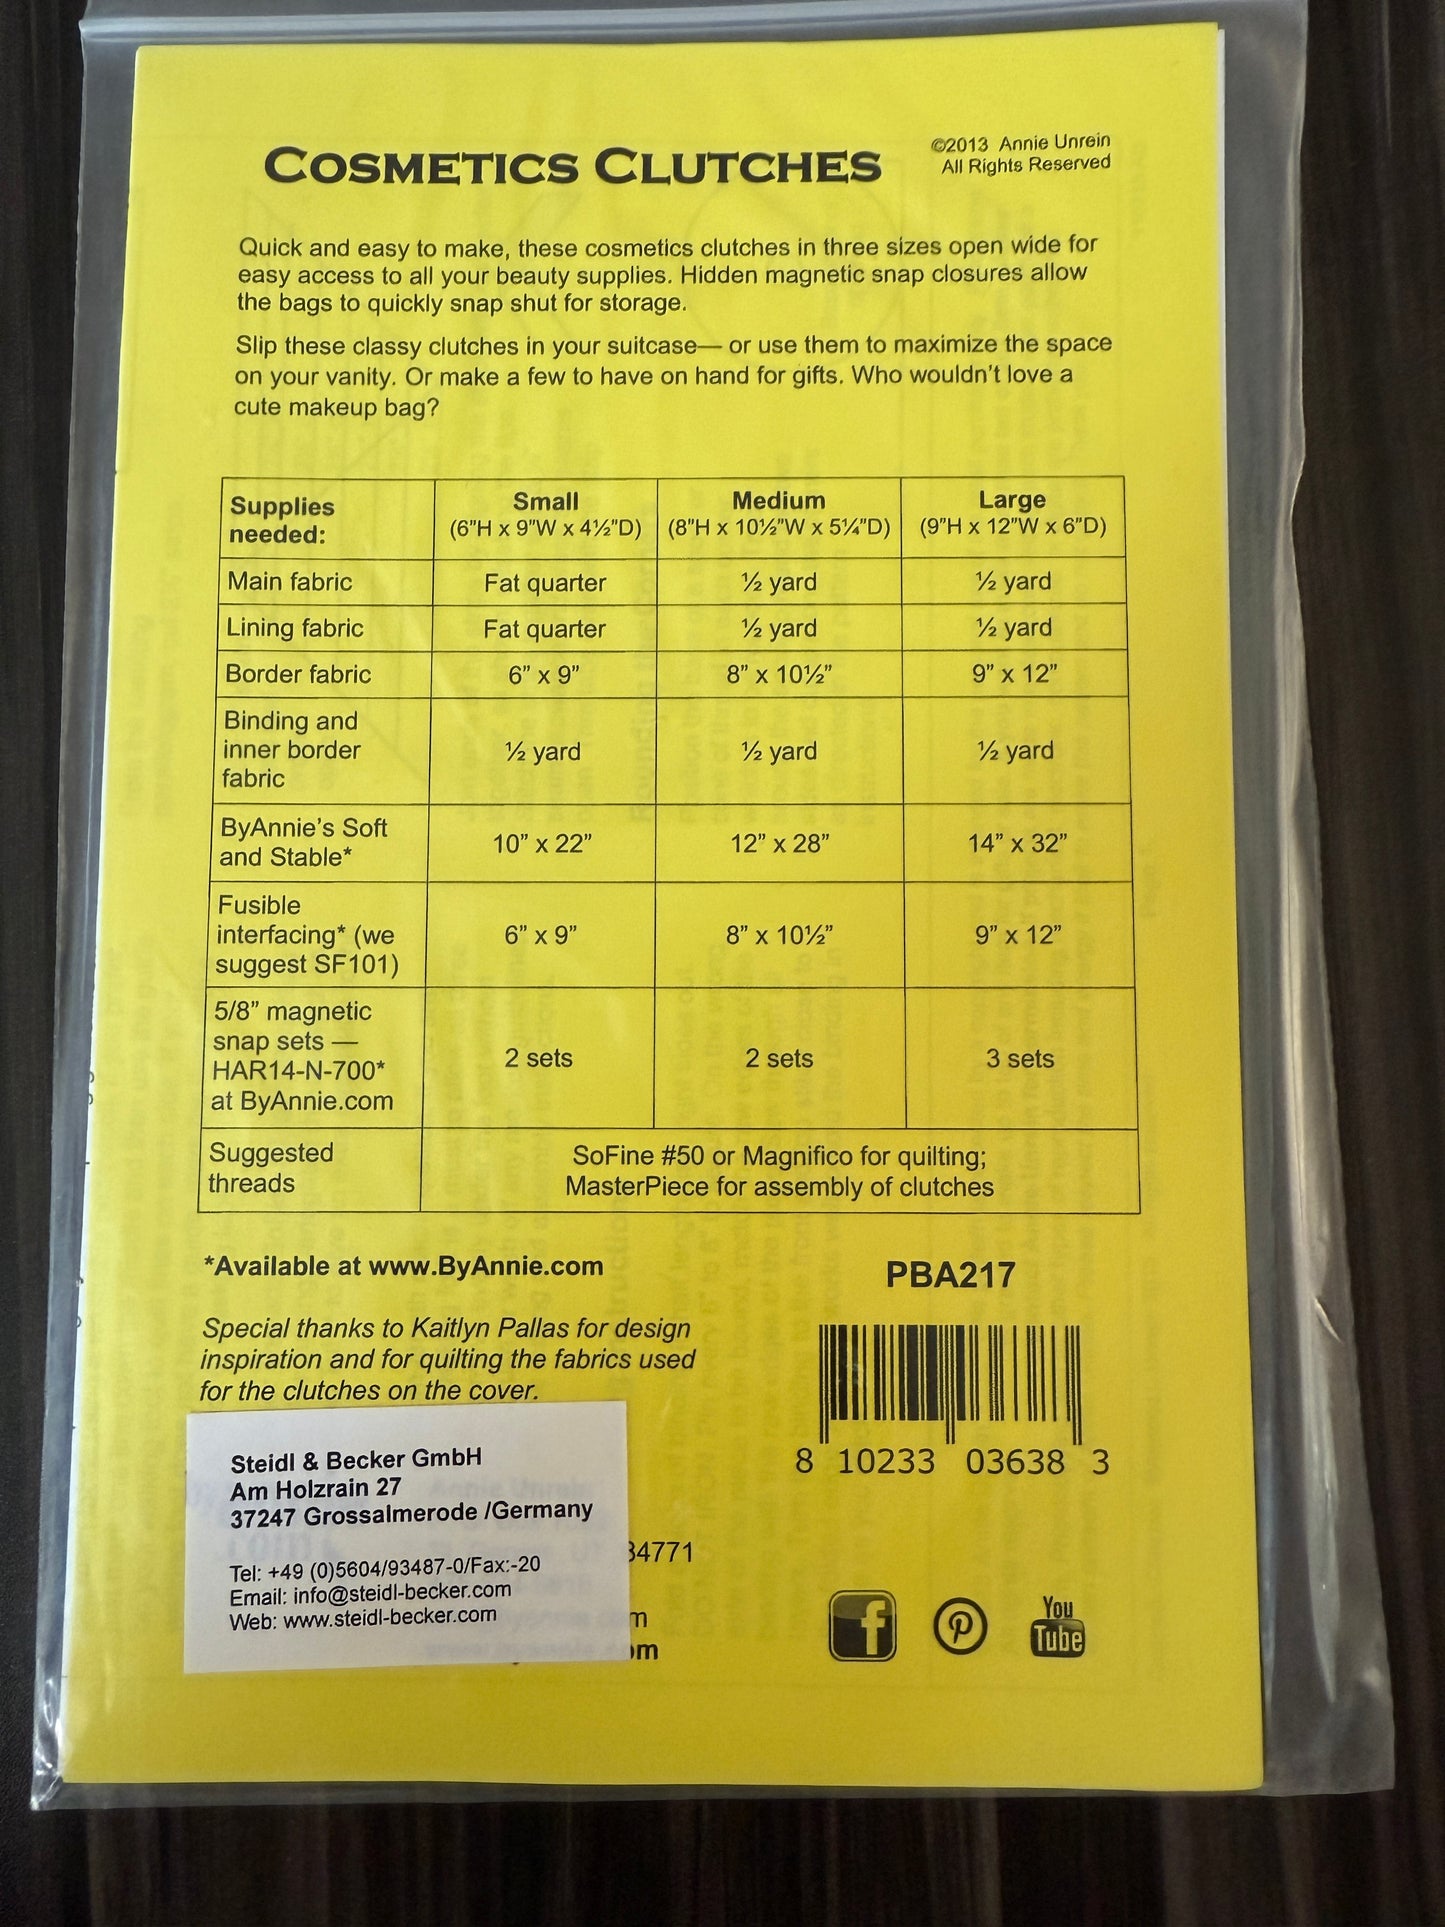 COSMETICS CLUTCHES
©2013 Annie Unrein
All Rights Reserved
Quick and easy to make, these cosmetics clutches in three sizes open wide for
easy access to all your beauty supplies. Hidden magnetic snap closures allow
the bags to quickly snap shut for storage.
Slip these classy clutches in your suitcase— or use them to maximize the space
on your vanity. Or make a few to have on hand for gifts. Who wouldn't love a
cute makeup bag?
Supplies needed: Small (6”H x 9”W x 4½”D) Medium (8”H x 10½”W x 5¼”D) Large (9”H x 12”W x 6”D)
Main fabric Fat quarter ½ yard ½ yard
Lining fabric Fat quarter ½ yard ½ yard
Border fabric 6” x 9” 8” x 10½” 9” x 12”
Binding and inner border fabric ½ yard ½ yard ½ yard
ByAnnie’s Soft and Stable* 10” x 22” 12” x 28” 14” x 32”
Fusible interfacing* (we suggest SF101) 6” x 9” 8” x 10½” 9” x 12”
5/8” magnetic snap sets — HAR14-N-700* at ByAnnie.com 2 sets 2 sets 3 sets
Suggested threads SoFine #50 or Magnifico for quilting; MasterPiece for assembly of clutches
*Available at www.ByAnnie.com
PBA217
Special thanks to Kaitlyn Pallas for design
inspiration and for quilting the fabrics used
for the clutches on the cover.
8 10233 03638 3
Steidl & Becker GmbH
Am Holzrain 27
37247 Grossalmerode /Germany
Tel: +49 (0)5604/93487-0/Fax:-20
Email: info@steidl-becker.com
Web: www.steidl-becker.com
84771
m
om
f
You
Tube